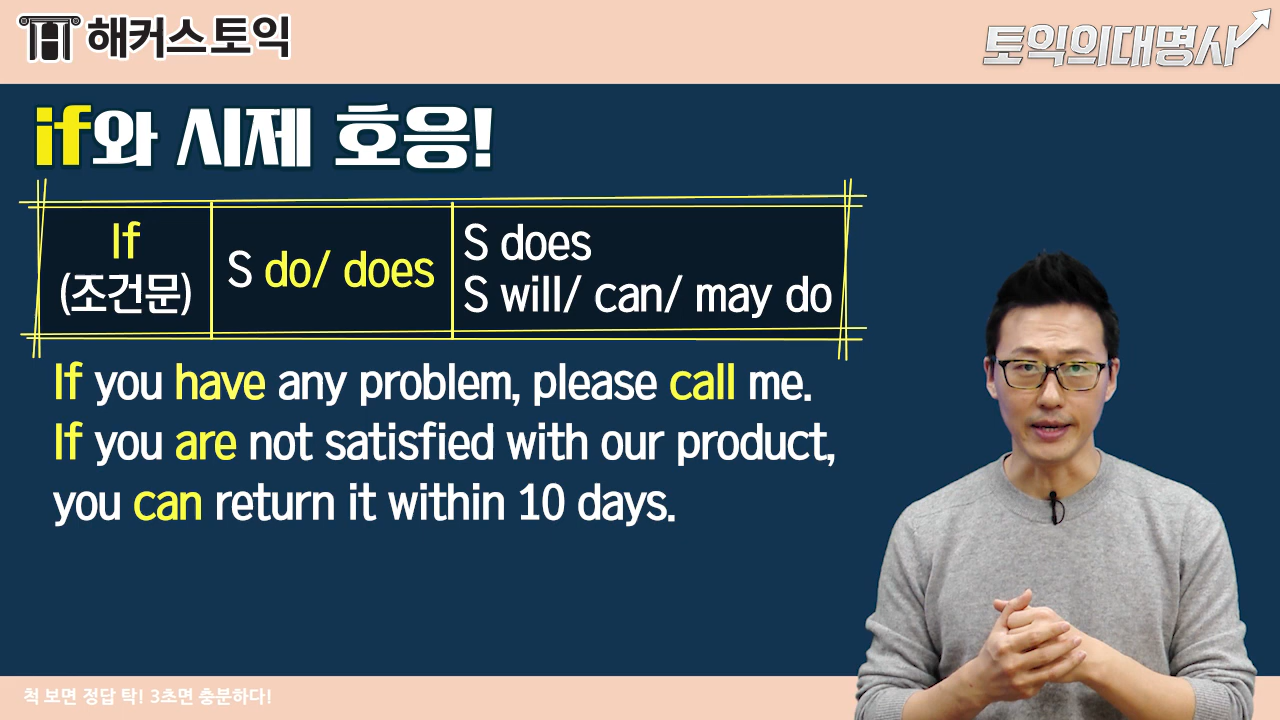 해커스토익
토익의대명사
if와 시제 호응!
If
(조건문)
S do/ does
S does
S will/ can/ may do
If you have any problem, please call me.
If you are not satisfied with our product,
you can return it within 10 days.
척 보면 정답 탁! 3초면 충분하다!